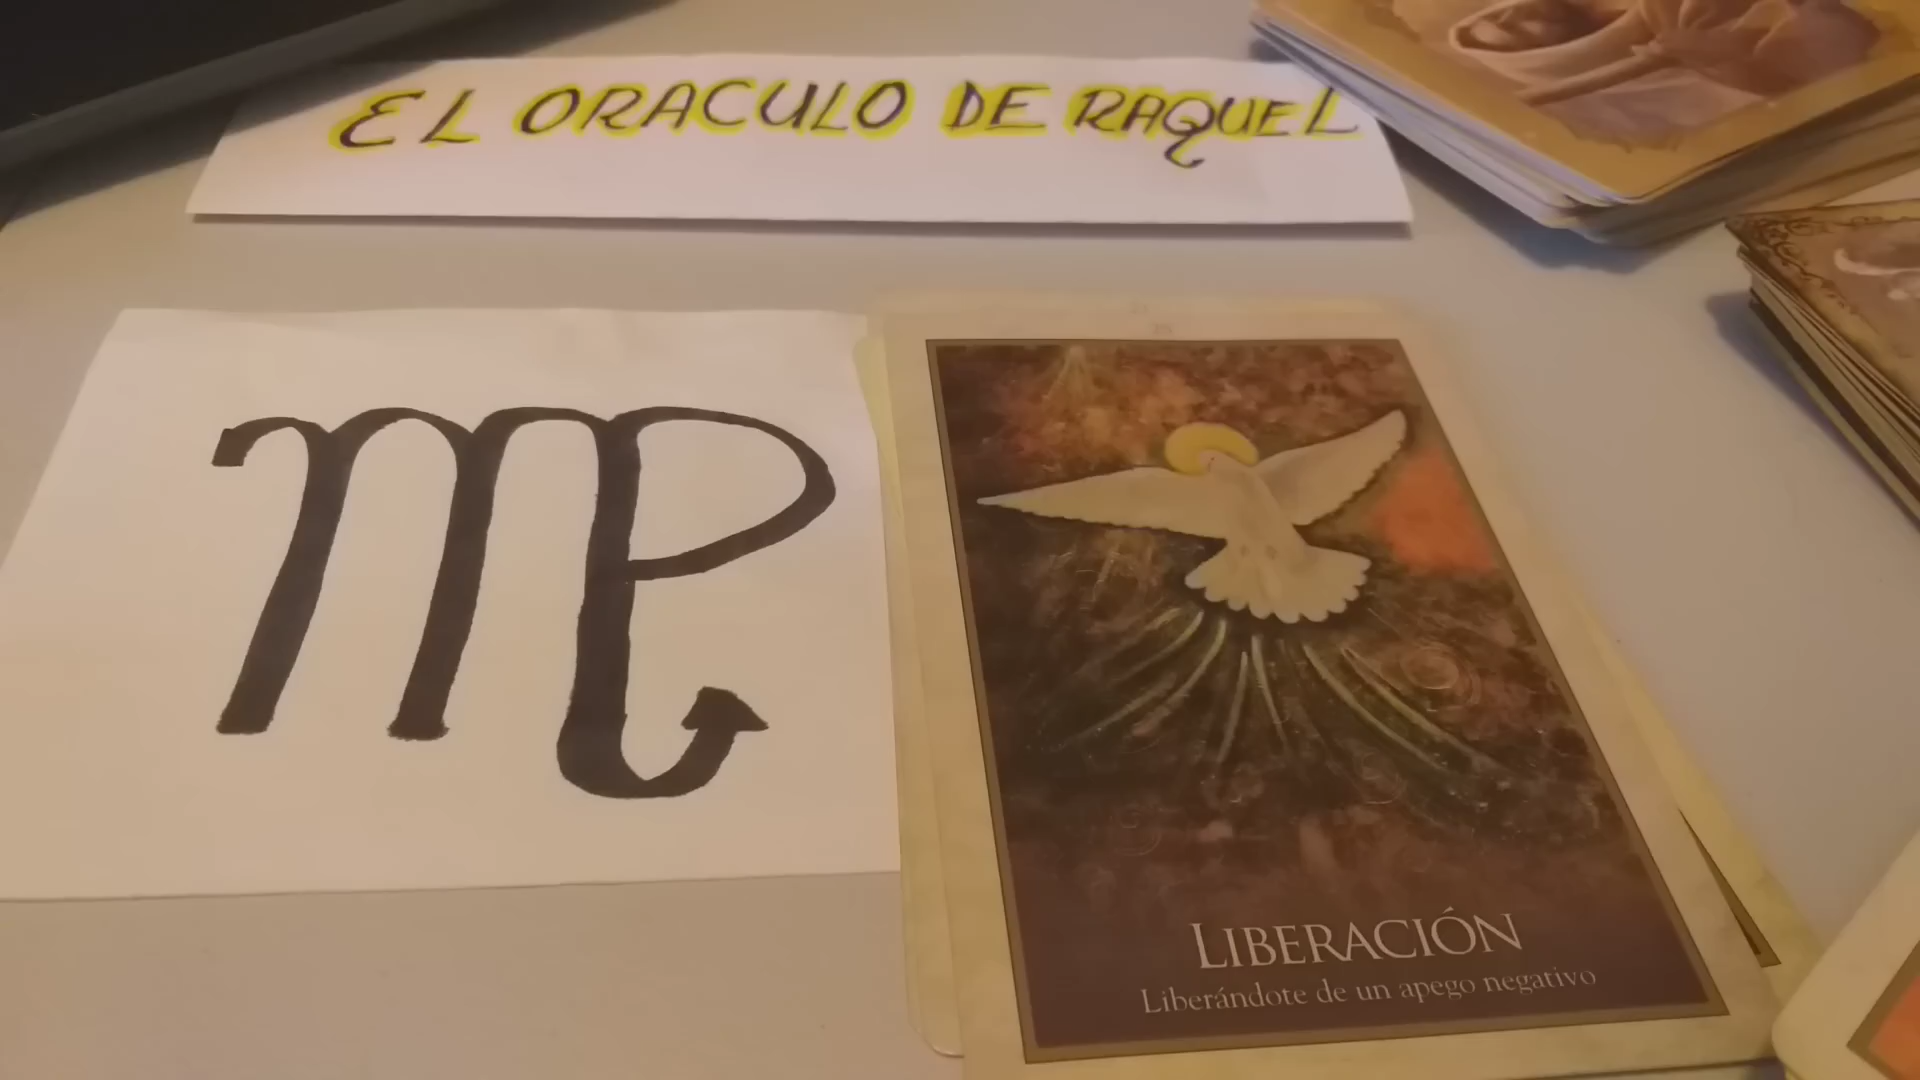 EL ORACULO DE RAQUEL
LIBERACIÓN
Liberándote de un apego negativo